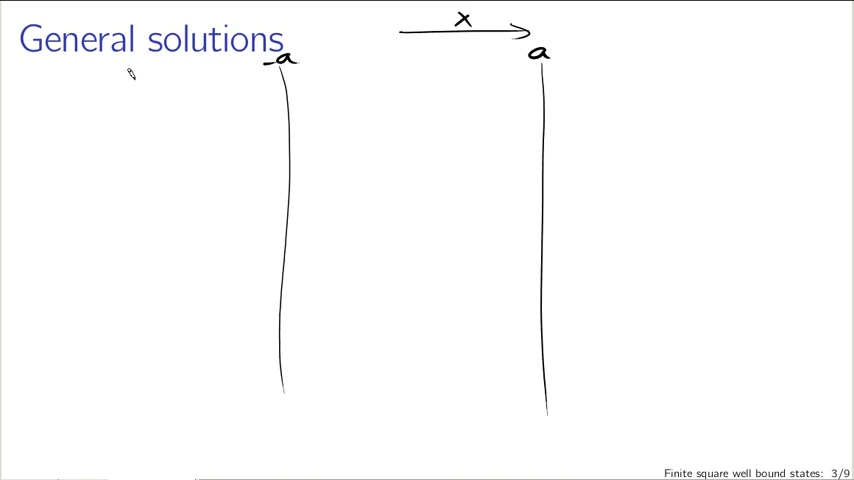 General solutions
x
-a
a
Finite square well bound states: 3/9